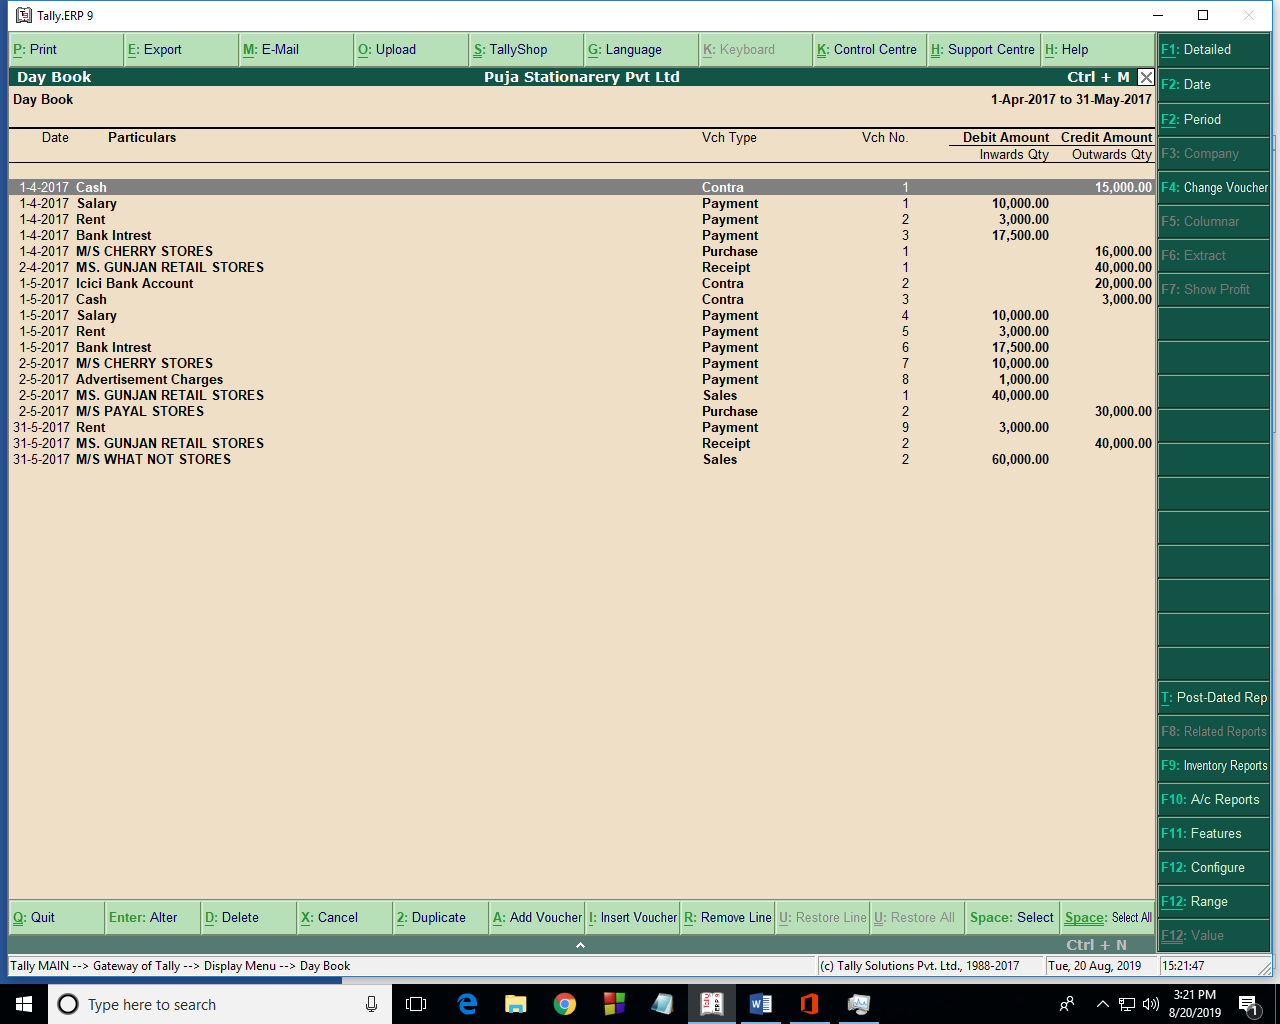 Tally.ERP 9
P: Print E: Export M: E-Mail O: Upload S: TallyShop G: Language K: Keyboard K: Control Centre H: Support Centre H: Help
Day Book Puja Stationarery Pvt Ltd Ctrl + M
Day Book 1-Apr-2017 to 31-May-2017
Date Particulars Vch Type Vch No. Debit Amount Credit Amount
Inwards Qty Outwards Qty
1-4-2017 Cash Contra 1 15,000.00
1-4-2017 Salary Payment 1 10,000.00
1-4-2017 Rent Payment 2 3,000.00
1-4-2017 Bank Intrest Payment 3 17,500.00
1-4-2017 M/S CHERRY STORES Purchase 1 16,000.00
2-4-2017 MS. GUNJAN RETAIL STORES Receipt 1 40,000.00
1-5-2017 Icici Bank Account Contra 2 20,000.00
1-5-2017 Cash Contra 3 3,000.00
1-5-2017 Salary Payment 4 10,000.00
1-5-2017 Rent Payment 5 3,000.00
1-5-2017 Bank Intrest Payment 6 17,500.00
2-5-2017 M/S CHERRY STORES Payment 7 10,000.00
2-5-2017 Advertisement Charges Payment 8 1,000.00
2-5-2017 MS. GUNJAN RETAIL STORES Sales 1 40,000.00
2-5-2017 M/S PAYAL STORES Purchase 2 30,000.00
31-5-2017 Rent Payment 9 3,000.00
31-5-2017 MS. GUNJAN RETAIL STORES Receipt 2 40,000.00
31-5-2017 M/S WHAT NOT STORES Sales 2 60,000.00
F1: Detailed
F2: Date
F2: Period
F3: Company
F4: Change Voucher
F5: Columnar
F6: Extract
F7: Show Profit
T: Post-Dated Rep
F8: Related Reports
F9: Inventory Reports
F10: A/c Reports
F11: Features
F12: Configure
F12: Range
F12: Value
Q: Quit Enter: Alter D: Delete X: Cancel 2: Duplicate A: Add Voucher I: Insert Voucher R: Remove Line U: Restore Line U: Restore All Space: Select Space: Select All
Ctrl + N
Tally MAIN --> Gateway of Tally --> Display Menu --> Day Book (c) Tally Solutions Pvt. Ltd., 1988-2017 Tue, 20 Aug, 2019 15:21:47
Type here to search
3:21 PM
8/20/2019
1